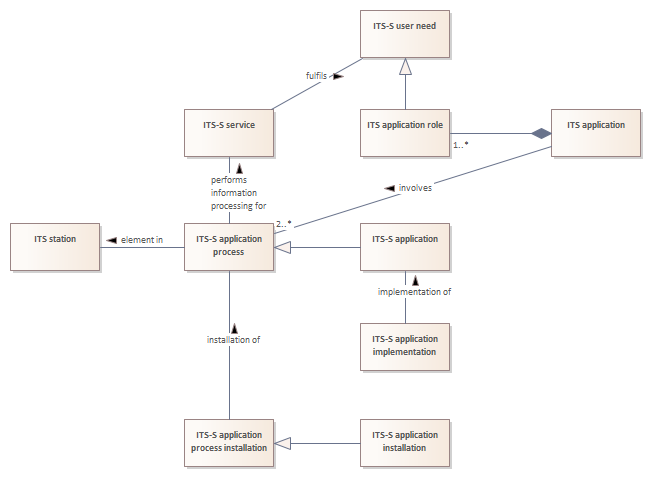 ITS-S user need
fulfils
ITS-S service
ITS application role
ITS application
1..*
performs
information
processing for
involves
2..*
ITS station
element in
ITS-S application
process
ITS-S application
implementation of
ITS-S application
implementation
installation of
ITS-S application
process installation
ITS-S application
installation